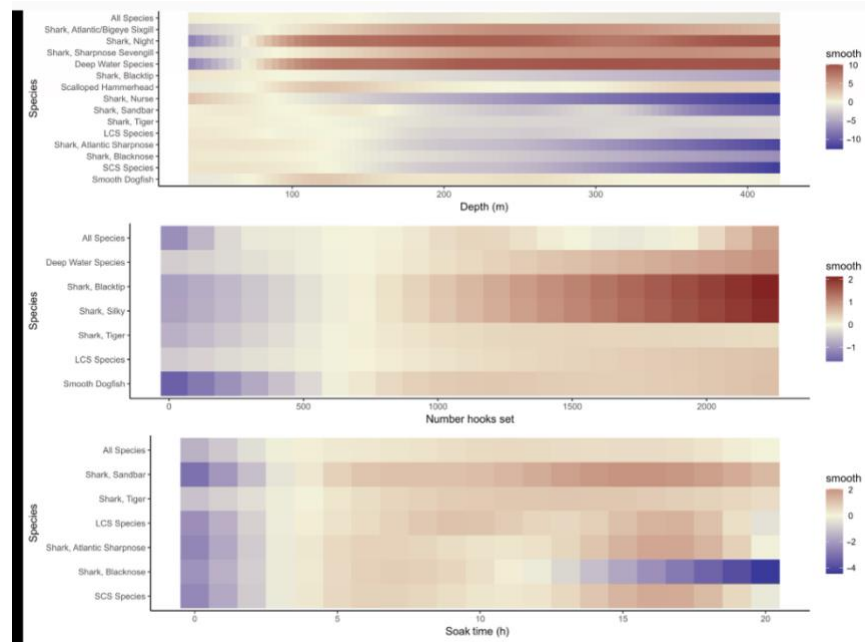 All Species
Shark, Atlantic/Bigeye Sixgill
Shark, Night
Shark, Sharpnose Sevengill
Deep Water Species
Shark, Blacktip
Scalloped Hammerhead
Shark, Nurse
Shark, Sandbar
Shark, Tiger
LCS Species
Shark, Atlantic Sharpnose
Shark, Blacknose
SCS Species
Smooth Dogfish
Species
100 200 300 400
Depth (m)
smooth
10
5
0
−5
−10
All Species
Deep Water Species
Shark, Blacktip
Shark, Silky
Shark, Tiger
LCS Species
Smooth Dogfish
Species
0 500 1000 1500 2000
Number hooks set
smooth
2
1
0
−1
All Species
Shark, Sandbar
Shark, Tiger
LCS Species
Shark, Atlantic Sharpnose
Shark, Blacknose
SCS Species
Species
0 5 10 15 20
Soak time (h)
smooth
2
0
−2
−4